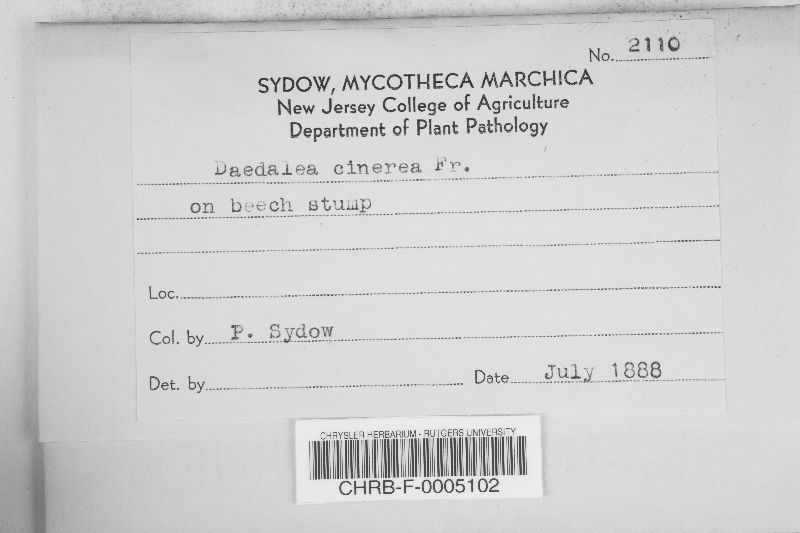 No. 2110
SYDOW, MYCOTHECA MARCHICA
New Jersey College of Agriculture
Department of Plant Pathology
Daedalea cinerea Fr.
on beech stump
Loc.
Col. by P. Sydow
Det. by Date July 1888
CHRYSLER HERBARIUM - RUTGERS UNIVERSITY
CHRB-F-0005102